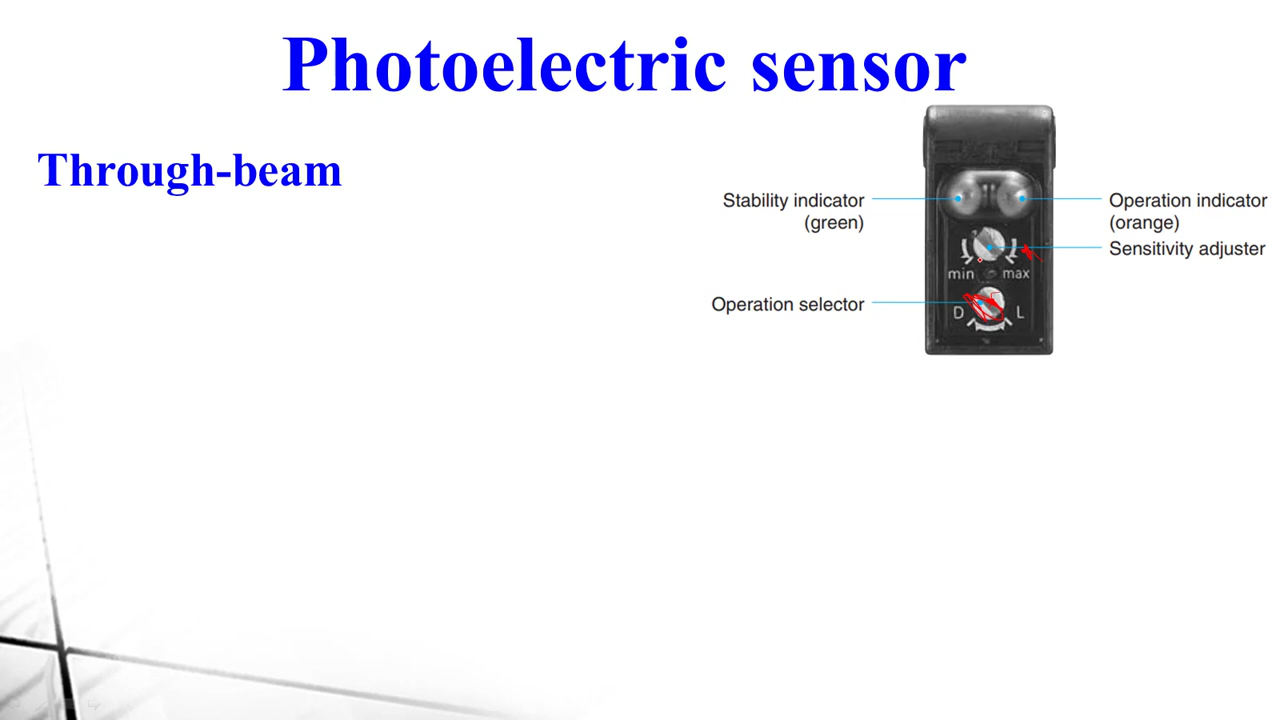 Photoelectric sensor
Through-beam
Stability indicator
(green)
Operation indicator
(orange)
Sensitivity adjuster
min max
Operation selector
D L